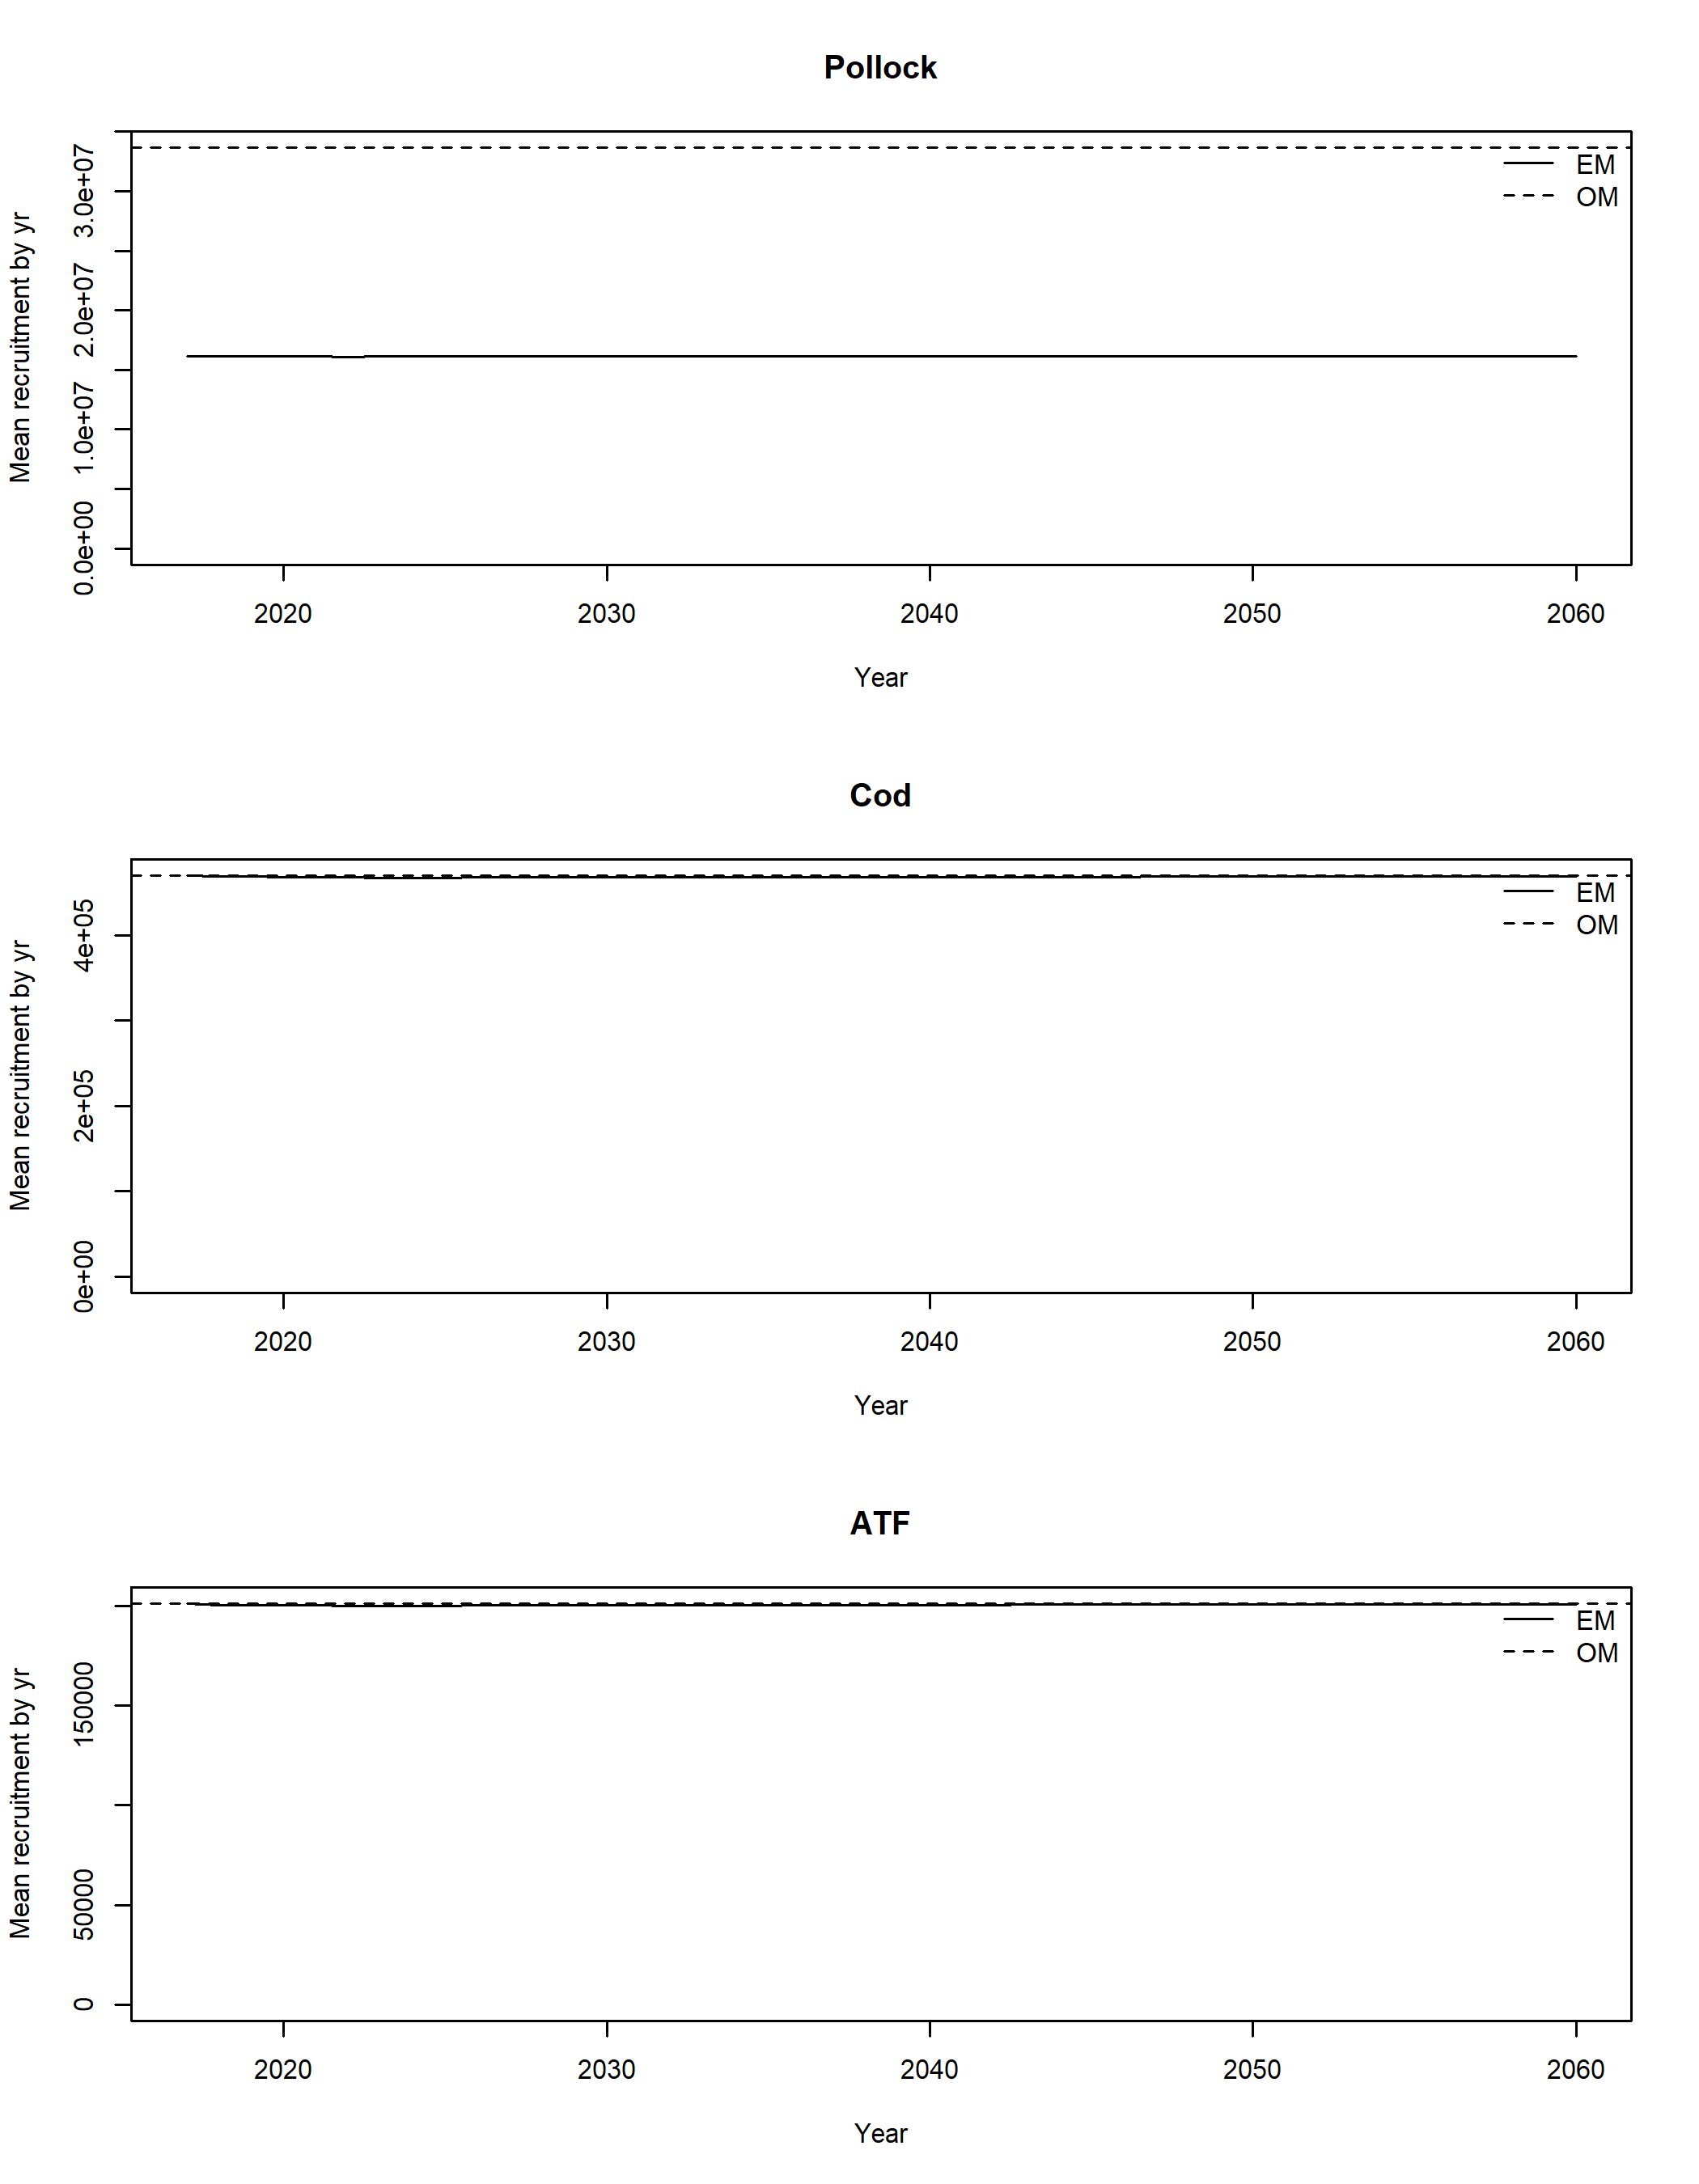 Pollock
Mean recruitment by yr
3.0e+07
2.0e+07
1.0e+07
0.0e+00
EM
OM
2020 2030 2040 2050 2060
Year
Cod
Mean recruitment by yr
4e+05
2e+05
0e+00
EM
OM
2020 2030 2040 2050 2060
Year
ATF
Mean recruitment by yr
150000
50000
0
EM
OM
2020 2030 2040 2050 2060
Year